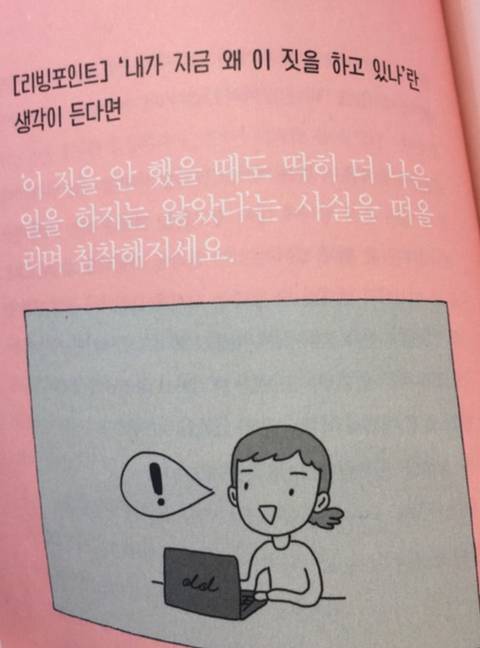 [리빙포인트] '내가 지금 왜 이 짓을 하고 있나'란
생각이 든다면
'이 짓을 안 했을 때도 딱히 더 나은
일을 하지는 않았다'는 사실을 떠올
리며 침착해지세요.
!
dd